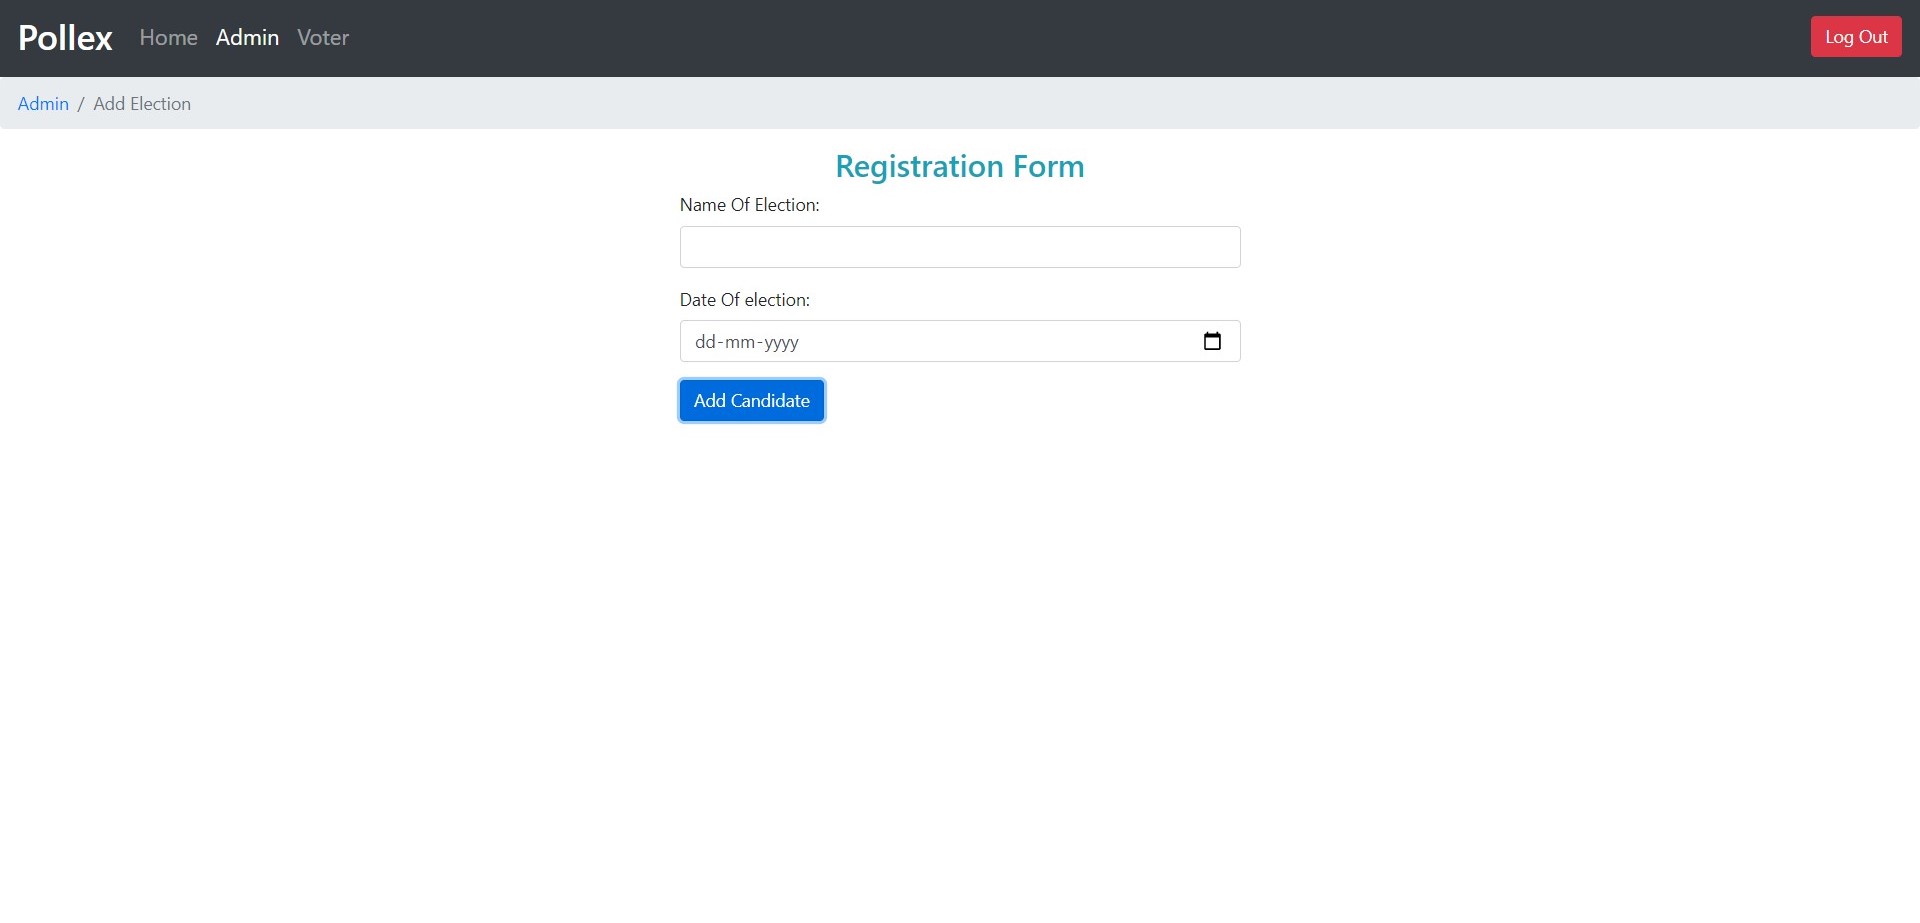 Pollex Home Admin Voter Log Out
Admin / Add Election
Registration Form
Name Of Election:
Date Of election:
dd-mm-yyyy
Add Candidate